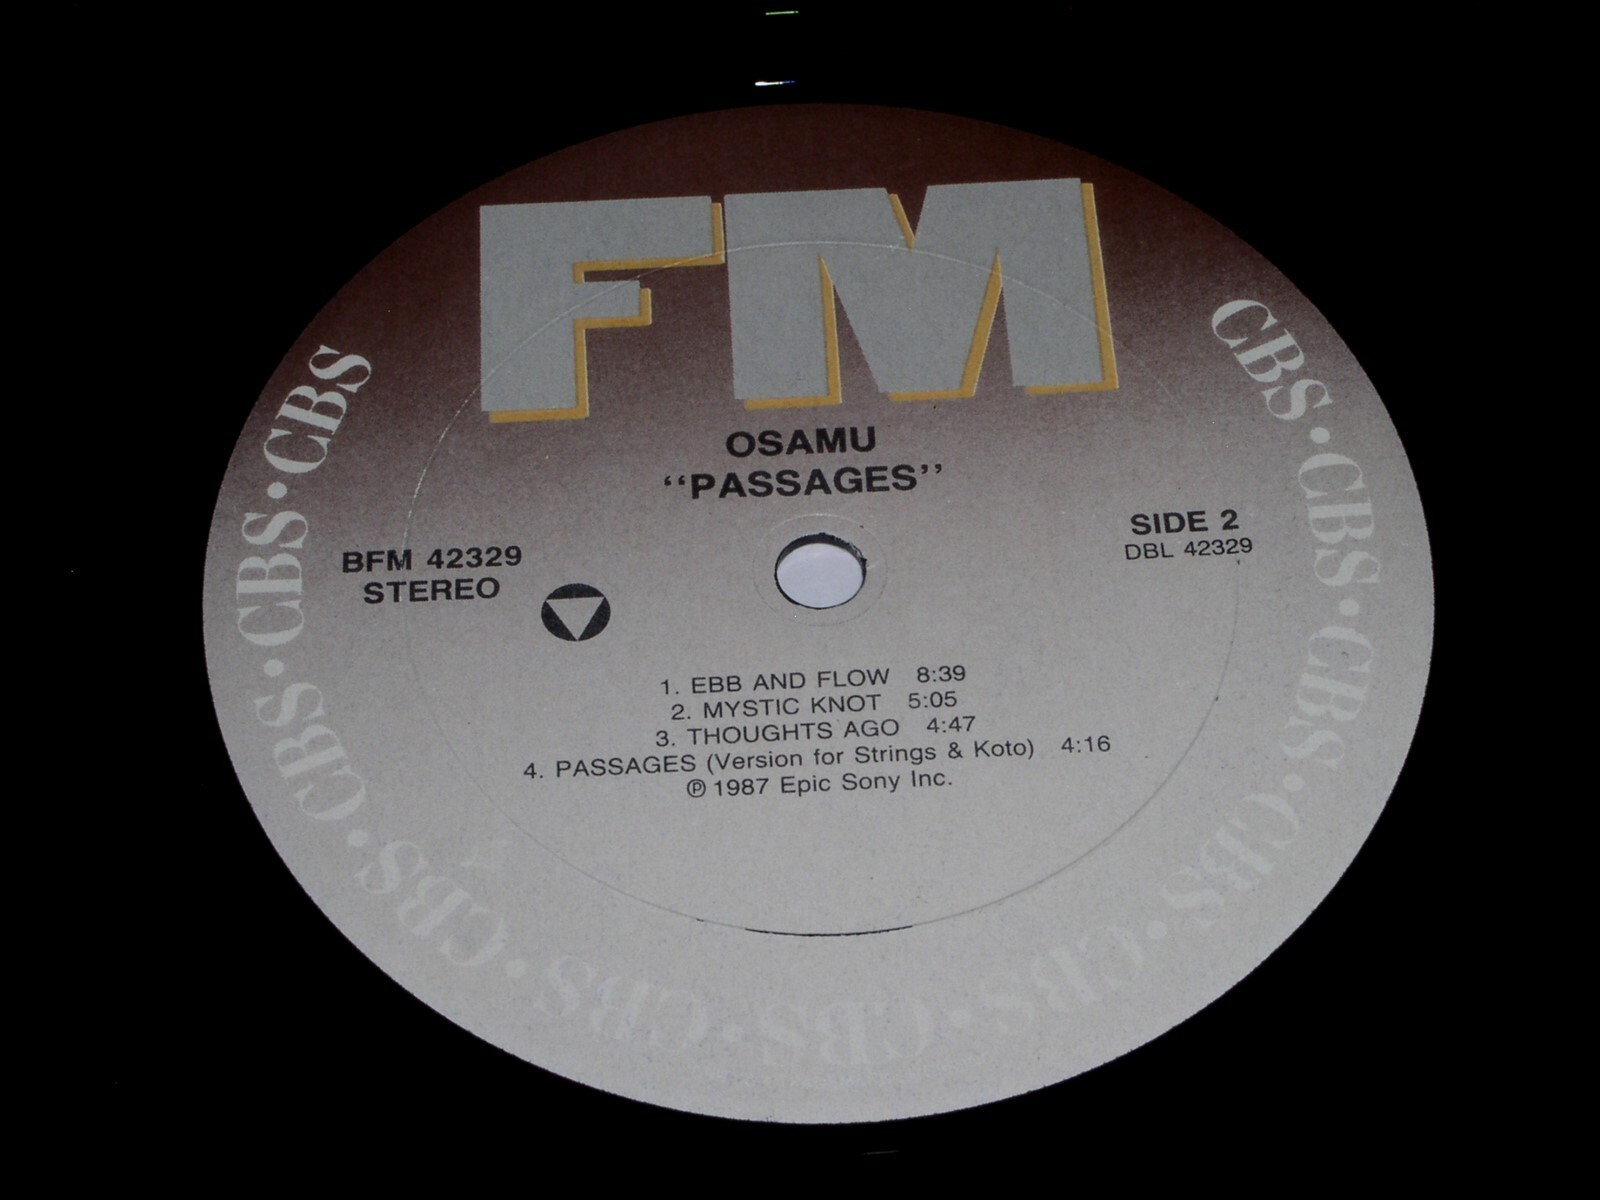 FM
OSAMU
“PASSAGES”
BFM 42329
STEREO
SIDE 2
DBL 42329
1. EBB AND FLOW 8:39
2. MYSTIC KNOT 5:05
3. THOUGHTS AGO 4:47
4. PASSAGES (Version for Strings & Koto) 4:16
℗ 1987 Epic Sony Inc.
CBS • CBS • CBS • CBS • CBS • CBS • CBS • CBS • CBS • CBS • CBS • CBS • CBS • CBS